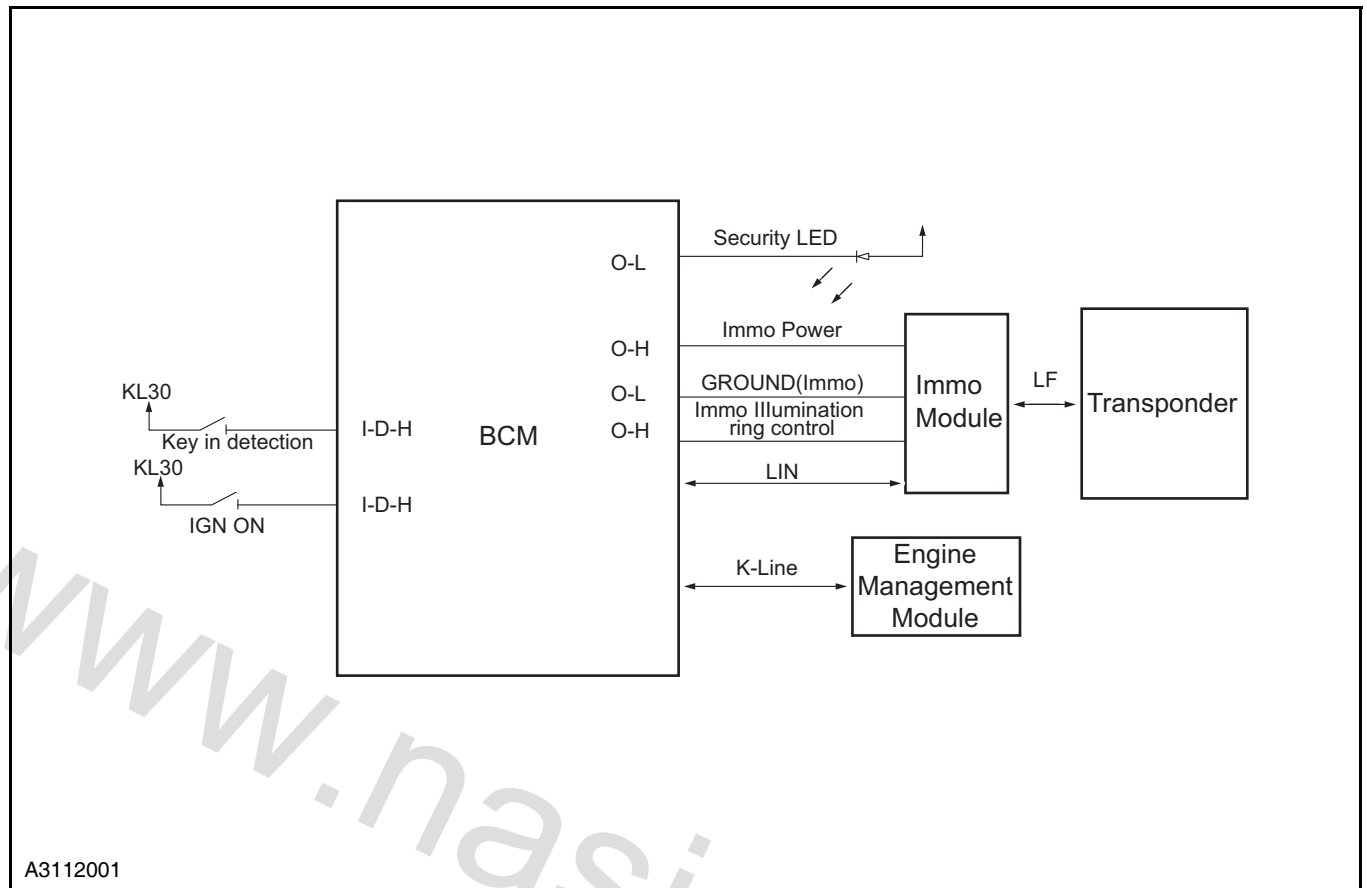 Security LED
O-L
Immo Power
O-H
KL30
GROUND(Immo)
O-L
Immo Illumination
ring control
O-H
Key in detection
I-D-H
BCM
Immo
Module
LF
Transponder
KL30
LIN
I-D-H
IGN ON
K-Line
Engine
Management
Module
www.nasi
A3112001